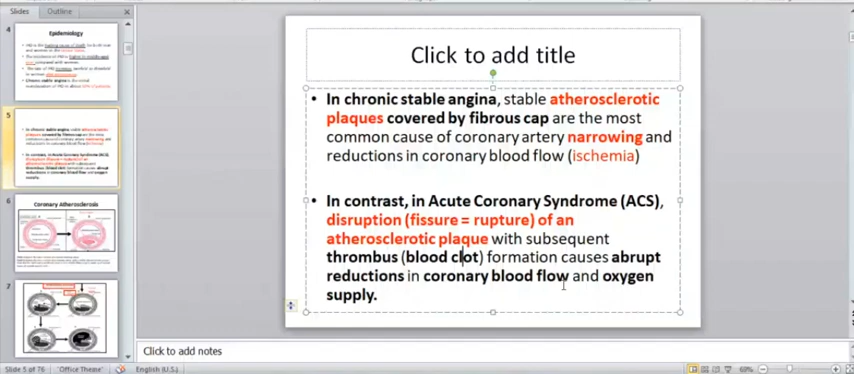 Slides
Outline
4
Epidemiology
5
6
Coronary Atherosclerosis
7
Click to add title
• In chronic stable angina, stable atherosclerotic
plaques covered by fibrous cap are the most
common cause of coronary artery narrowing and
reductions in coronary blood flow (ischemia)
• In contrast, in Acute Coronary Syndrome (ACS),
disruption (fissure = rupture) of an
atherosclerotic plaque with subsequent
thrombus (blood clot) formation causes abrupt
reductions in coronary blood flow and oxygen
supply.
Click to add notes
Slide 5 of 76
"Office Theme"
English (U.S.)
60%